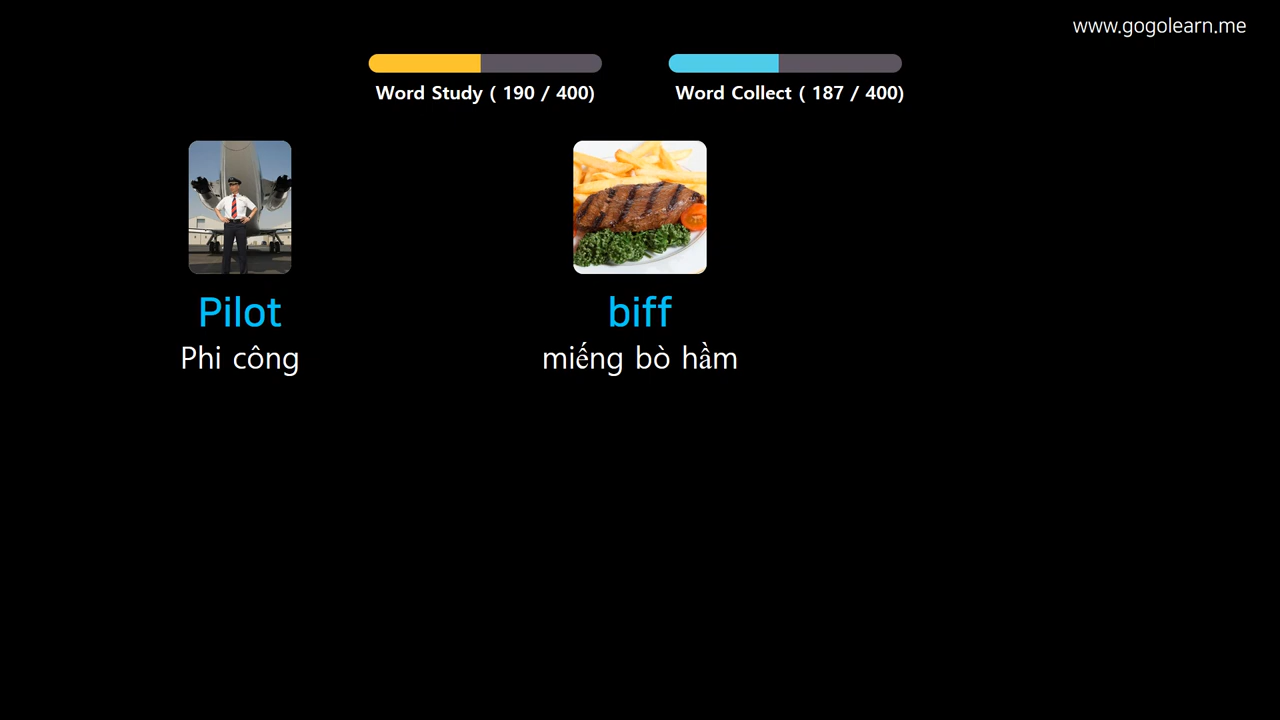 www.gogolearn.me
Word Study ( 190 / 400)
Word Collect ( 187 / 400)
Pilot
Phi công
biff
miếng bò hầm